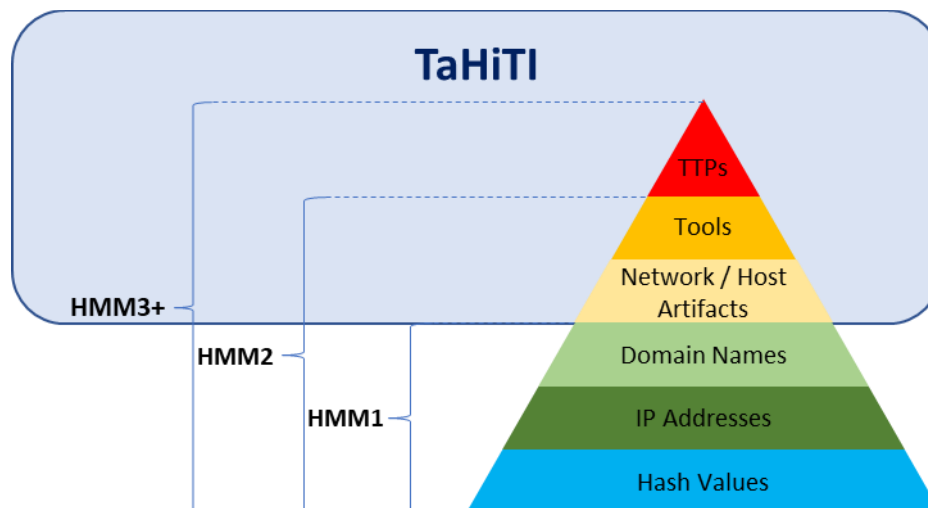 TaHiTI
TTPs
Tools
Network / Host
Artifacts
HMM3+
Domain Names
HMM2
IP Addresses
HMM1
Hash Values